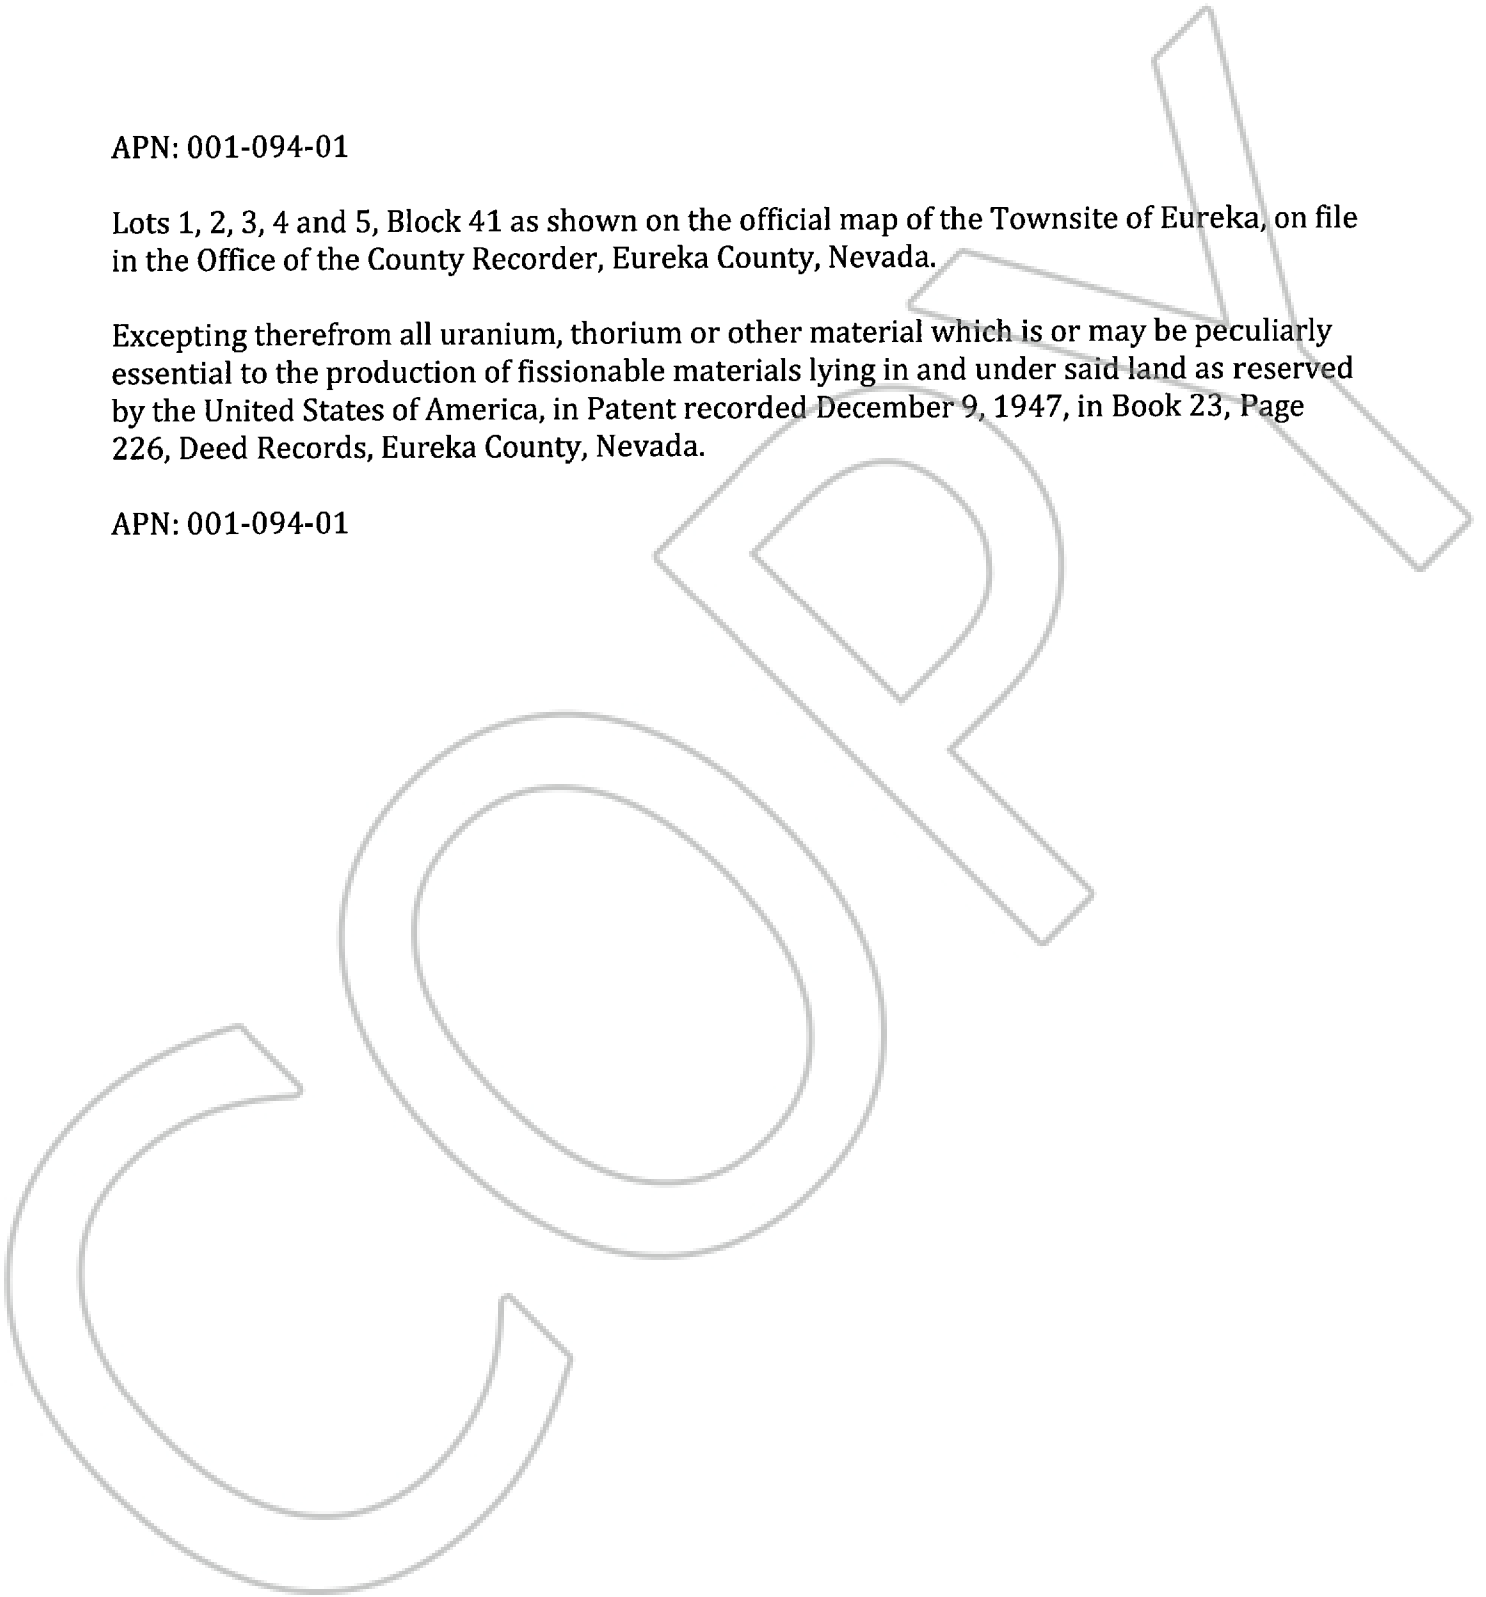 APN: 001-094-01
Lots 1, 2, 3, 4 and 5, Block 41 as shown on the official map of the Townsite of Eureka, on file
in the Office of the County Recorder, Eureka County, Nevada.
Excepting therefrom all uranium, thorium or other material which is or may be peculiarly
essential to the production of fissionable materials lying in and under said land as reserved
by the United States of America, in Patent recorded December 9, 1947, in Book 23, Page
226, Deed Records, Eureka County, Nevada.
APN: 001-094-01
COPY